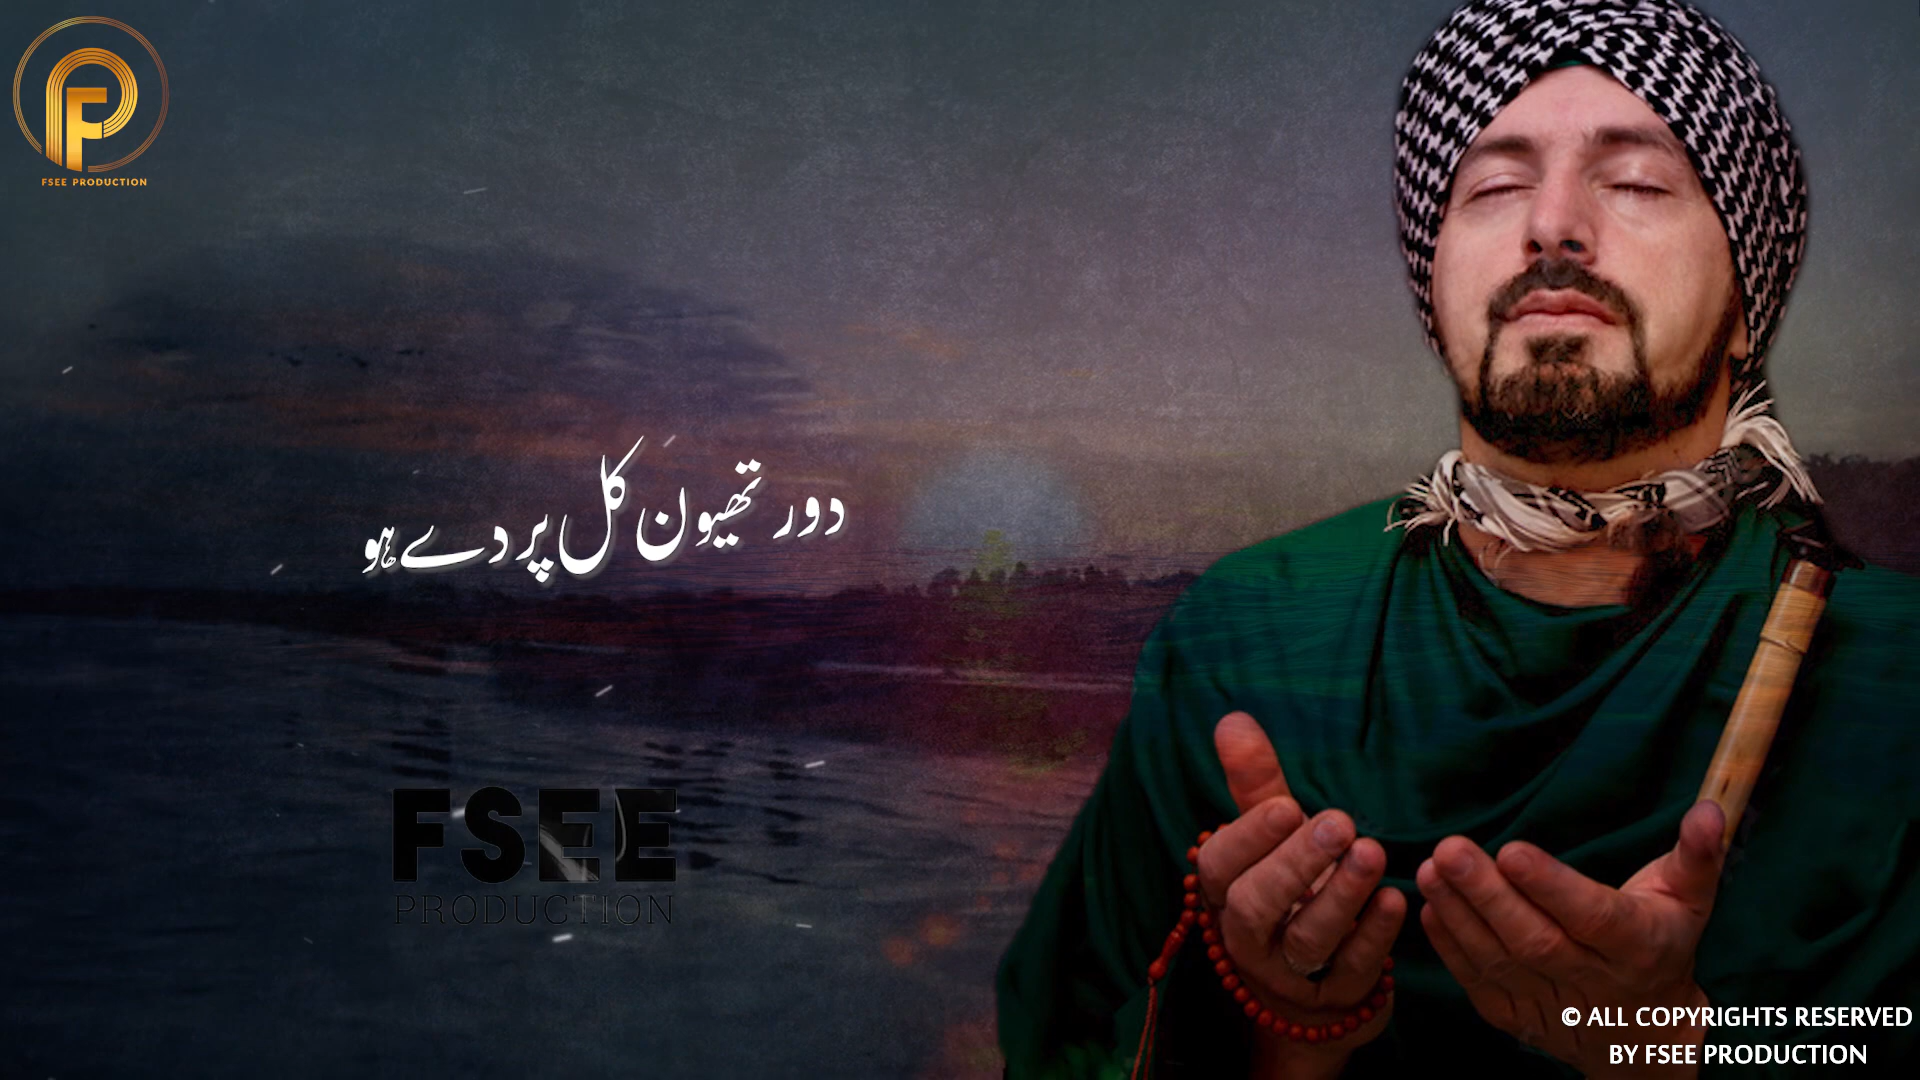 FSEE PRODUCTION
دور تھیون کل پردے ھو
FSEE
PRODUCTION
© ALL COPYRIGHTS RESERVED
BY FSEE PRODUCTION